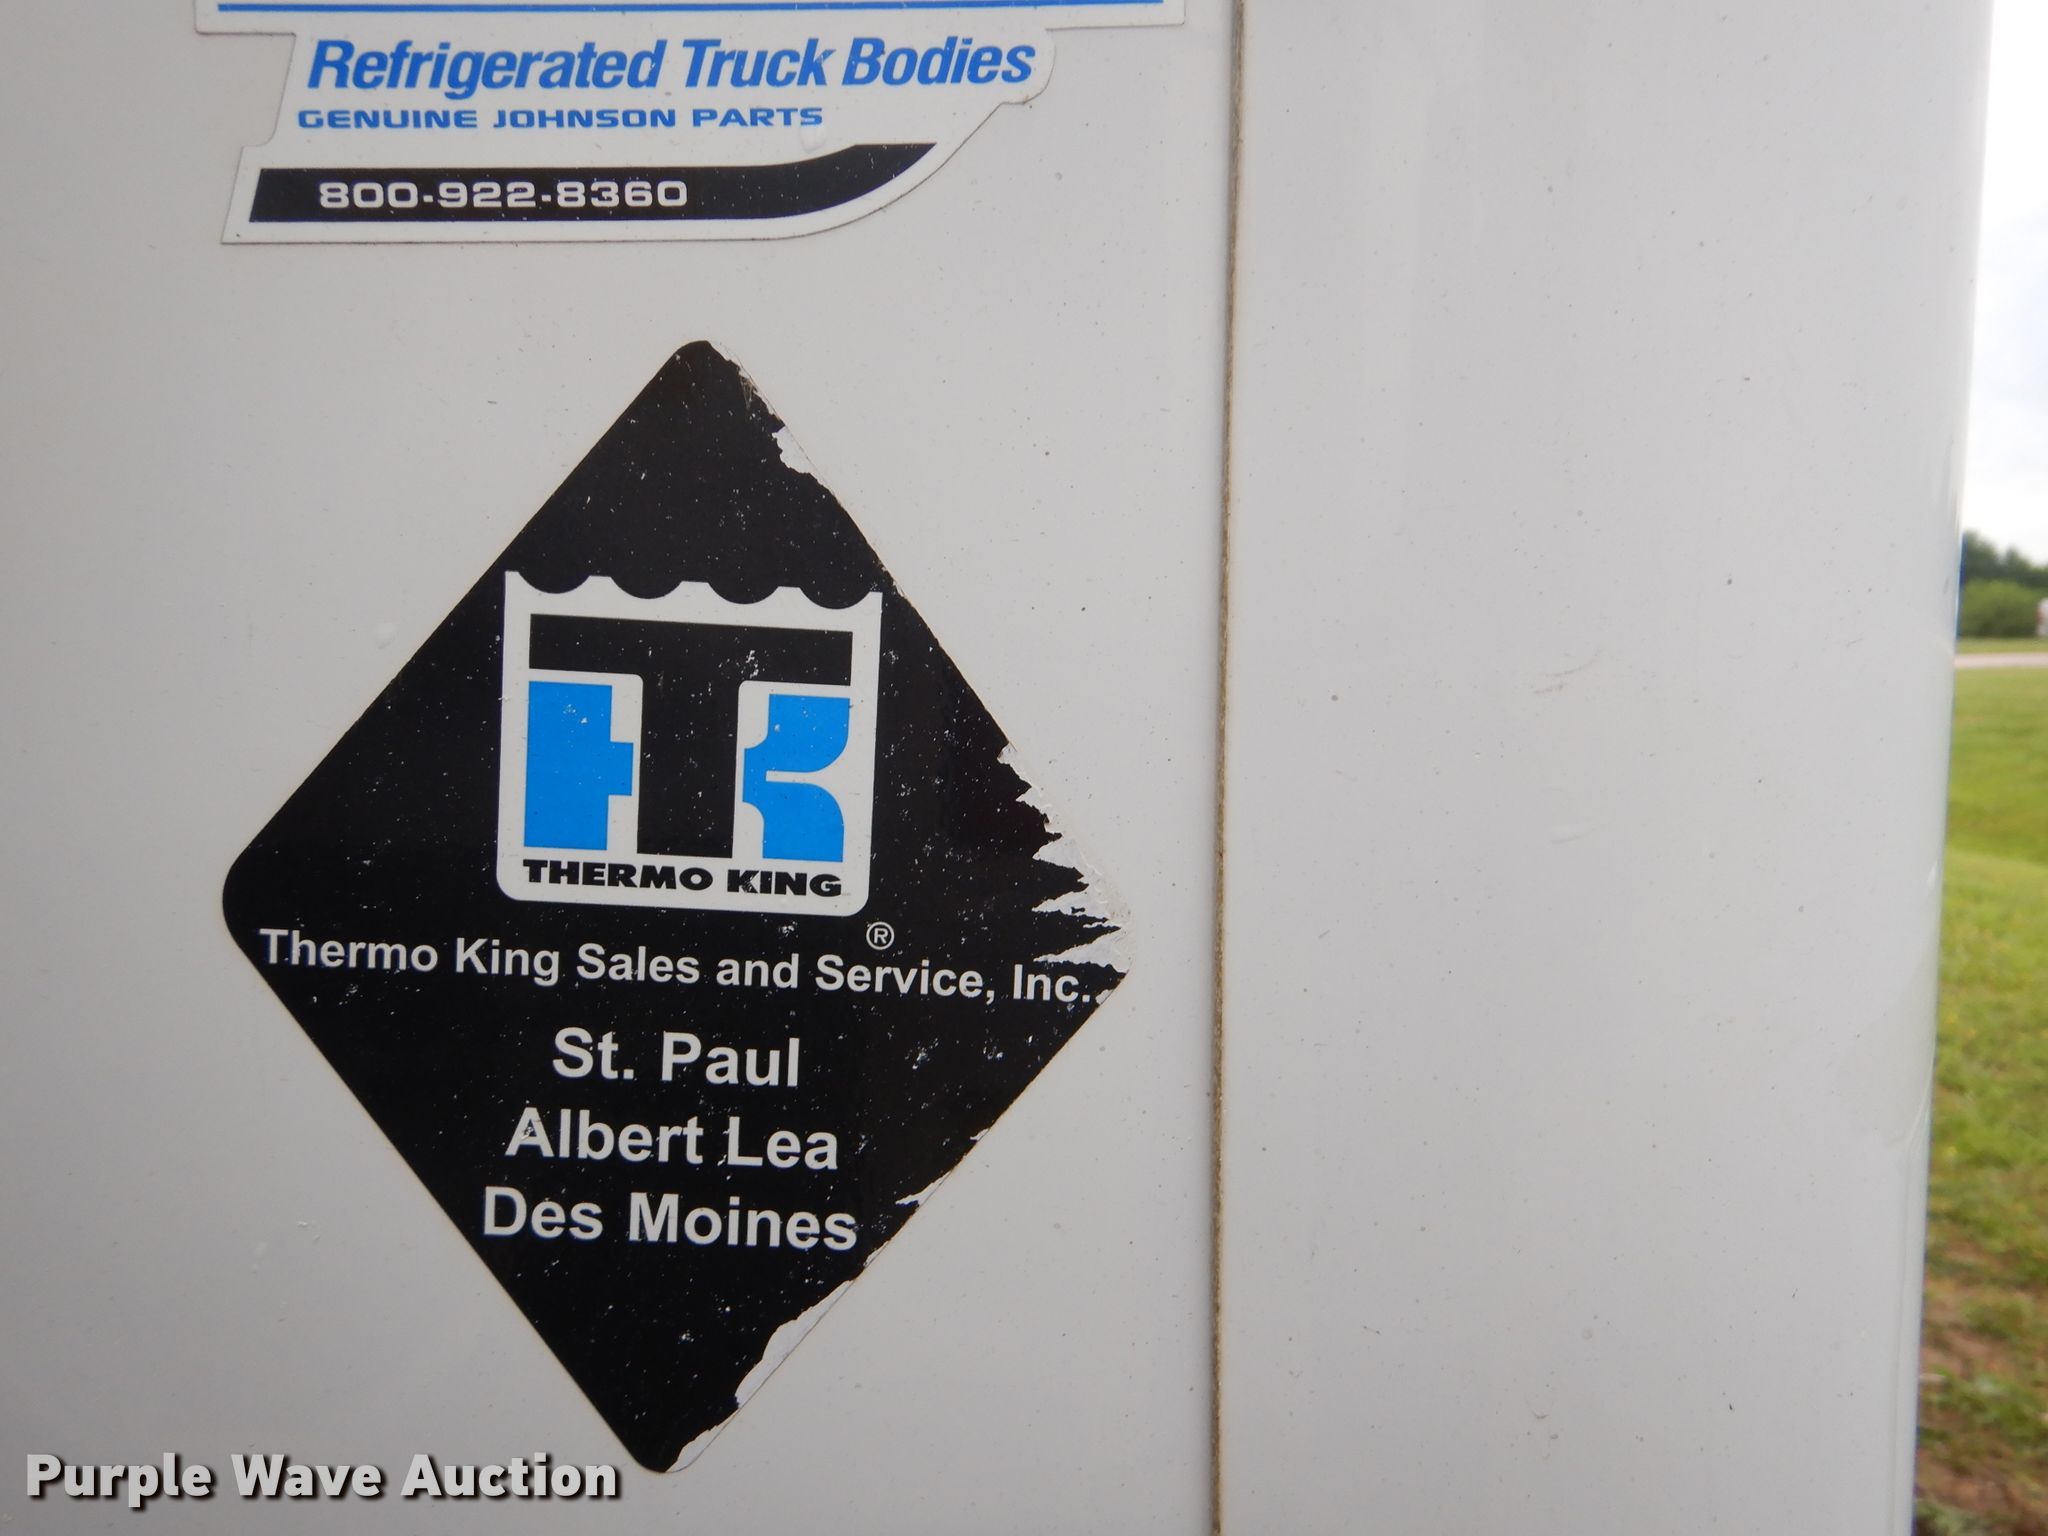 Refrigerated Truck Bodies
GENUINE JOHNSON PARTS
800-922-8360
TK
THERMO KING
®
Thermo King Sales and Service, Inc.
St. Paul
Albert Lea
Des Moines
Purple Wave Auction